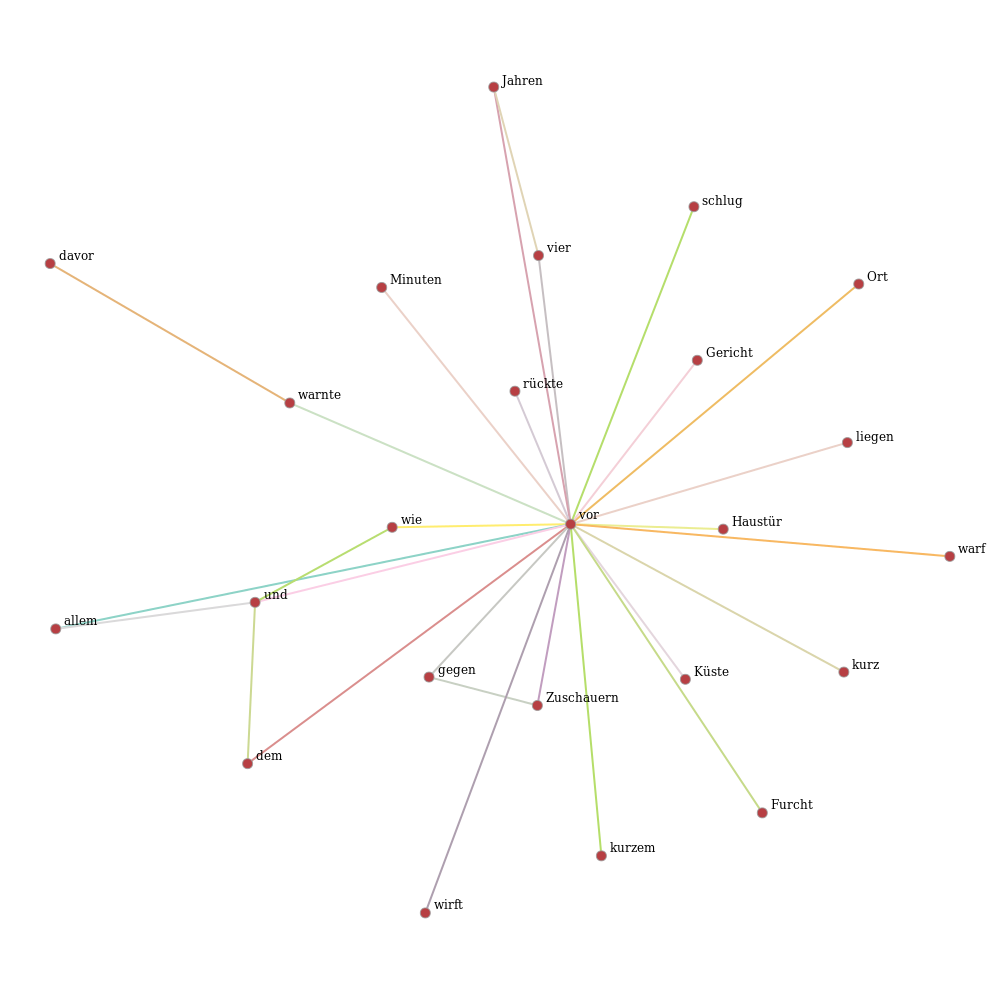 Jahren
schlug
vier
davor
Ort
Minuten
Gericht
rückte
warnte
liegen
vor
wie
Haustür
warf
und
allem
kurz
gegen
Küste
Zuschauern
dem
Furcht
kurzem
wirft